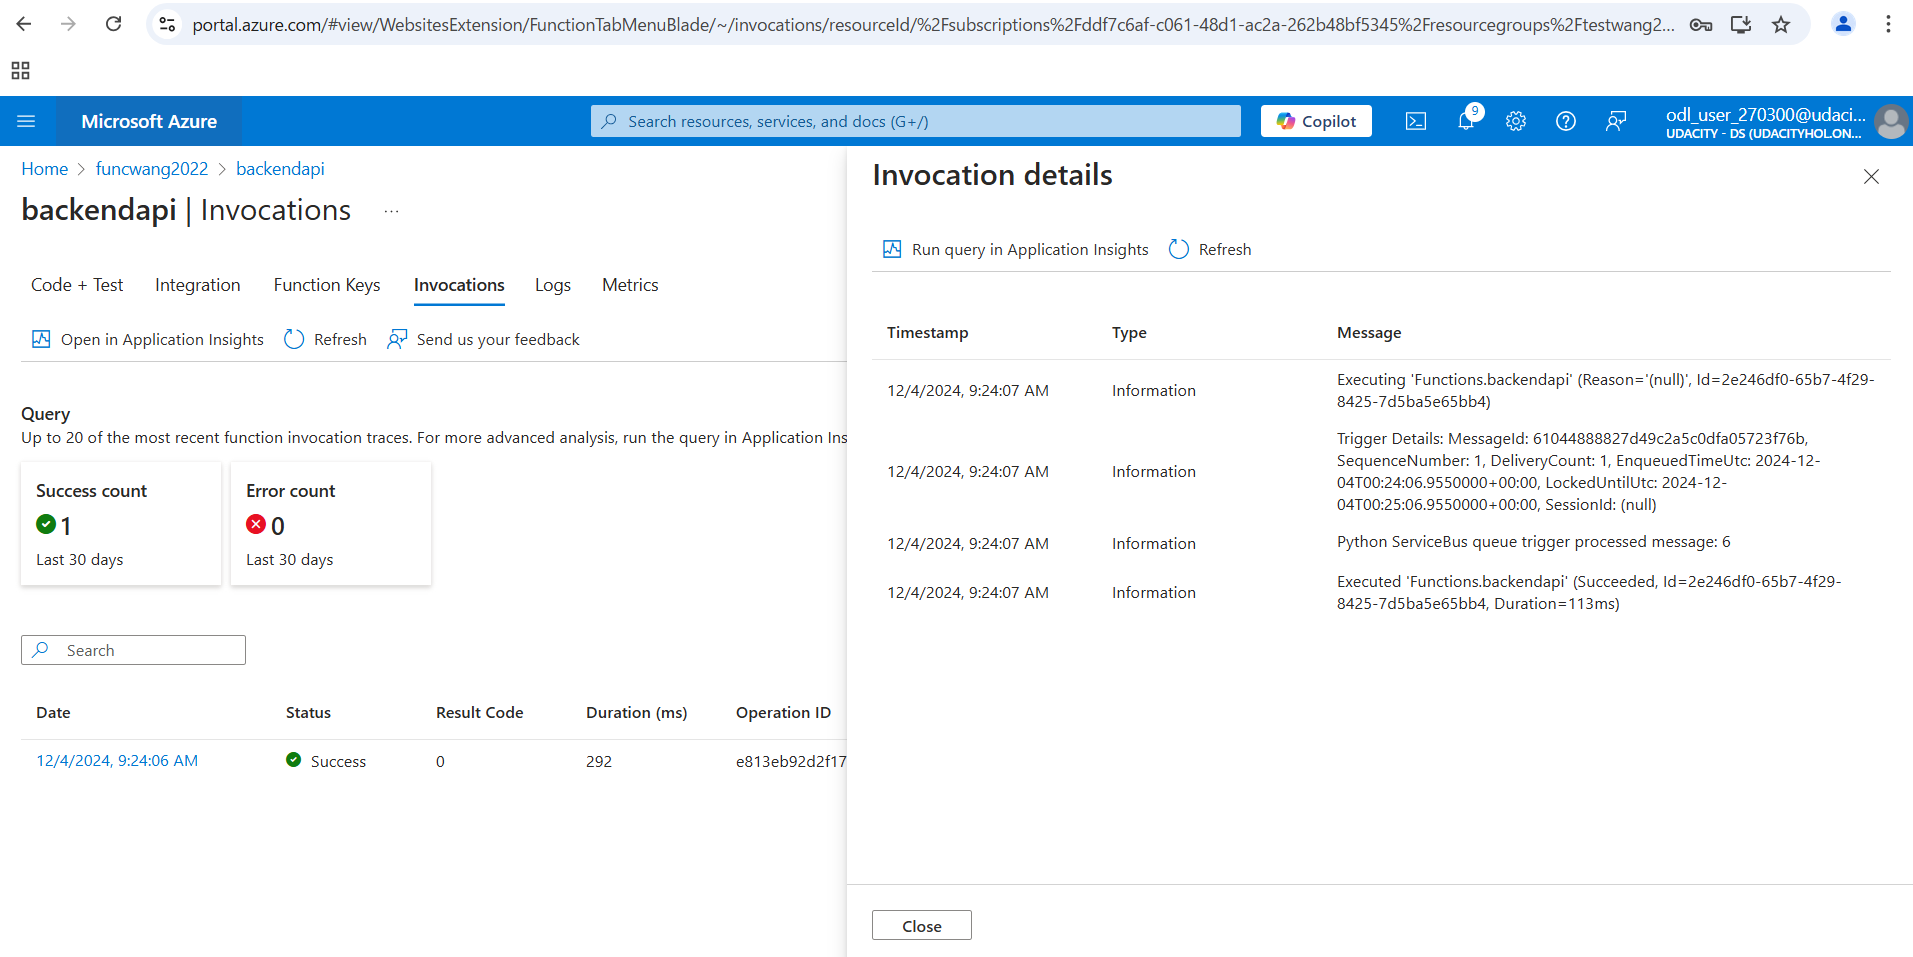 portal.azure.com/#view/WebsitesExtension/FunctionTabMenuBlade/~/invocations/resourceId/%2Fsubscriptions%2Fddf7c6af-c061-48d1-ac2a-262b48bf5345%2Fresourcegroups%2Ftestwang2...
Microsoft Azure
Search resources, services, and docs (G+/)
Copilot
9
odl_user_270300@udaci...
UDACITY - DS (UDACITYHOL.ON...
Home > funcwang2022 > backendapi
backendapi | Invocations ...
Code + Test Integration Function Keys Invocations Logs Metrics
Open in Application Insights Refresh Send us your feedback
Query
Up to 20 of the most recent function invocation traces. For more advanced analysis, run the query in Application Ins
Success count
1
Last 30 days
Error count
0
Last 30 days
Search
Date Status Result Code Duration (ms) Operation ID
12/4/2024, 9:24:06 AM Success 0 292 e813eb92d2f17
Invocation details
Run query in Application Insights Refresh
Timestamp Type Message
12/4/2024, 9:24:07 AM Information Executing 'Functions.backendapi' (Reason='(null)', Id=2e246df0-65b7-4f29-
8425-7d5ba5e65bb4)
12/4/2024, 9:24:07 AM Information Trigger Details: MessageId: 61044888827d49c2a5c0dfa05723f76b,
SequenceNumber: 1, DeliveryCount: 1, EnqueuedTimeUtc: 2024-12-
04T00:24:06.9550000+00:00, LockedUntilUtc: 2024-12-
04T00:25:06.9550000+00:00, SessionId: (null)
12/4/2024, 9:24:07 AM Information Python ServiceBus queue trigger processed message: 6
12/4/2024, 9:24:07 AM Information Executed 'Functions.backendapi' (Succeeded, Id=2e246df0-65b7-4f29-
8425-7d5ba5e65bb4, Duration=113ms)
Close